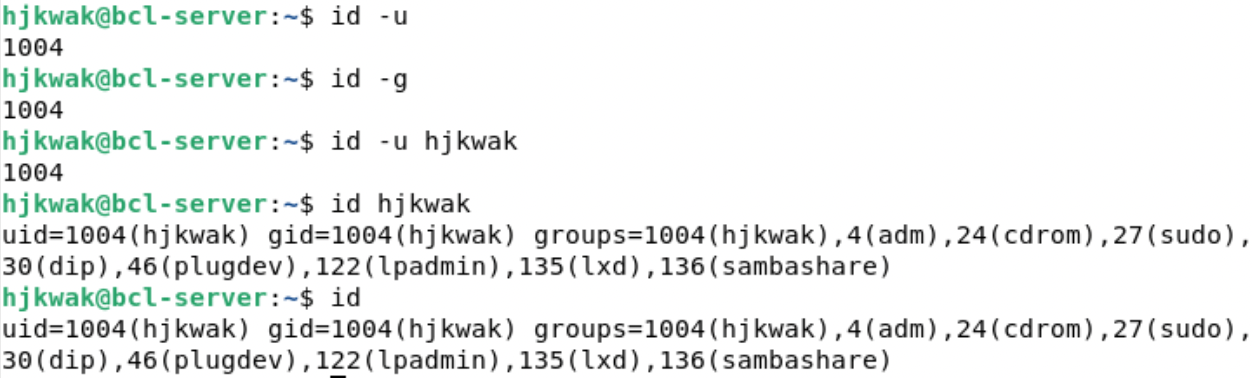 hjkwak@bcl-server:~$ id -u
1004
hjkwak@bcl-server:~$ id -g
1004
hjkwak@bcl-server:~$ id -u hjkwak
1004
hjkwak@bcl-server:~$ id hjkwak
uid=1004(hjkwak) gid=1004(hjkwak) groups=1004(hjkwak),4(adm),24(cdrom),27(sudo),
30(dip),46(plugdev),122(lpadmin),135(lxd),136(sambashare)
hjkwak@bcl-server:~$ id
uid=1004(hjkwak) gid=1004(hjkwak) groups=1004(hjkwak),4(adm),24(cdrom),27(sudo),
30(dip),46(plugdev),122(lpadmin),135(lxd),136(sambashare)